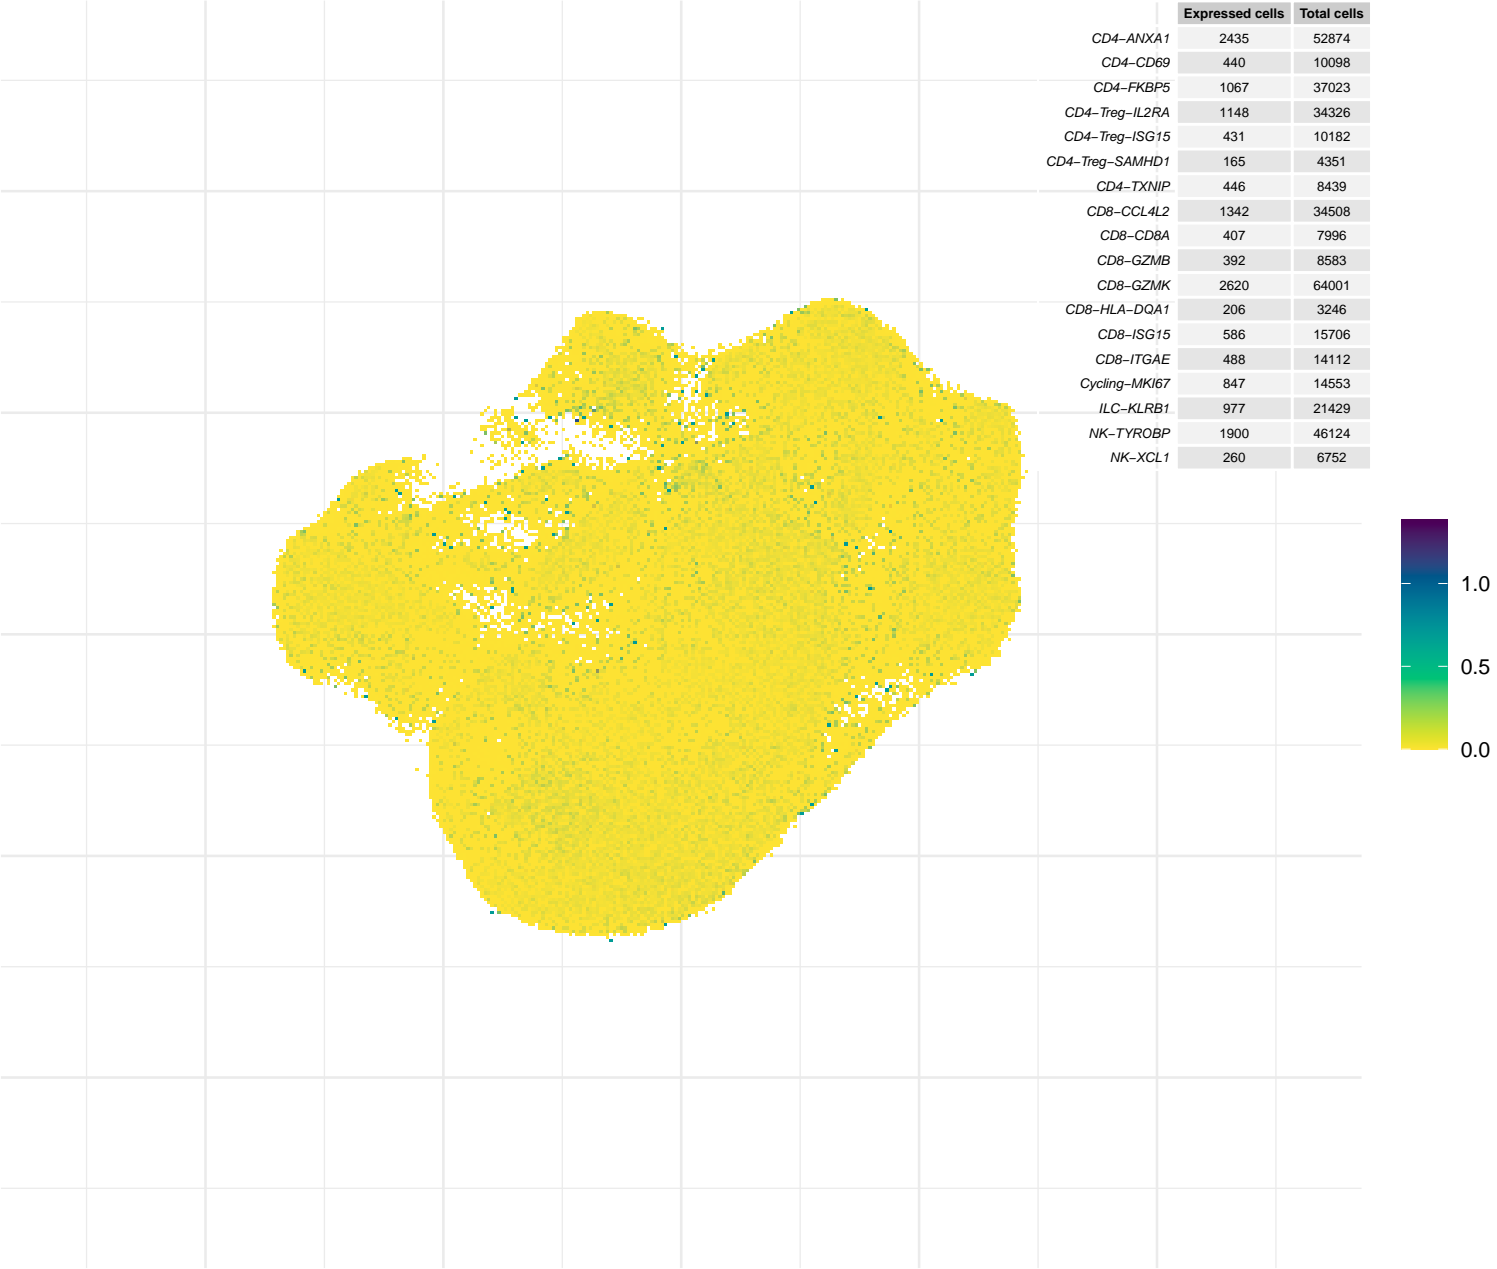 Expressed cells Total cells
CD4−ANXA1 2435 52874
CD4−CD69 440 10098
CD4−FKBP5 1067 37023
CD4−Treg−IL2RA 1148 34326
CD4−Treg−ISG15 431 10182
CD4−Treg−SAMHD1 165 4351
CD4−TXNIP 446 8439
CD8−CCL4L2 1342 34508
CD8−CD8A 407 7996
CD8−GZMB 392 8583
CD8−GZMK 2620 64001
CD8−HLA−DQA1 206 3246
CD8−ISG15 586 15706
CD8−ITGAE 488 14112
Cycling−MKI67 847 14553
ILC−KLRB1 977 21429
NK−TYROBP 1900 46124
NK−XCL1 260 6752
1.0
0.5
0.0